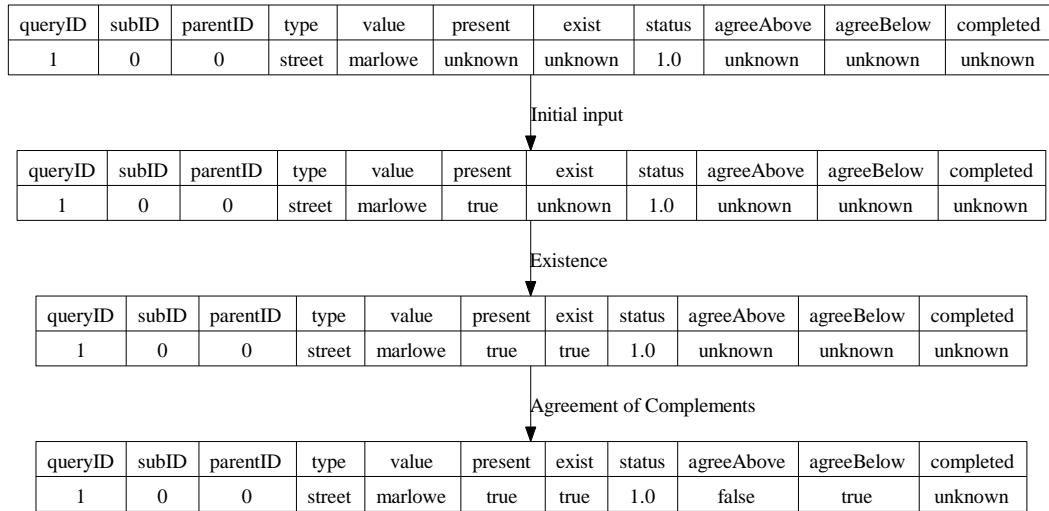 queryID subID parentID type value present exist status agreeAbove agreeBelow completed
1 0 0 street marlowe unknown unknown 1.0 unknown unknown unknown
Initial input
queryID subID parentID type value present exist status agreeAbove agreeBelow completed
1 0 0 street marlowe true unknown 1.0 unknown unknown unknown
Existence
queryID subID parentID type value present exist status agreeAbove agreeBelow completed
1 0 0 street marlowe true true 1.0 unknown unknown unknown
Agreement of Complements
queryID subID parentID type value present exist status agreeAbove agreeBelow completed
1 0 0 street marlowe true true 1.0 false true unknown